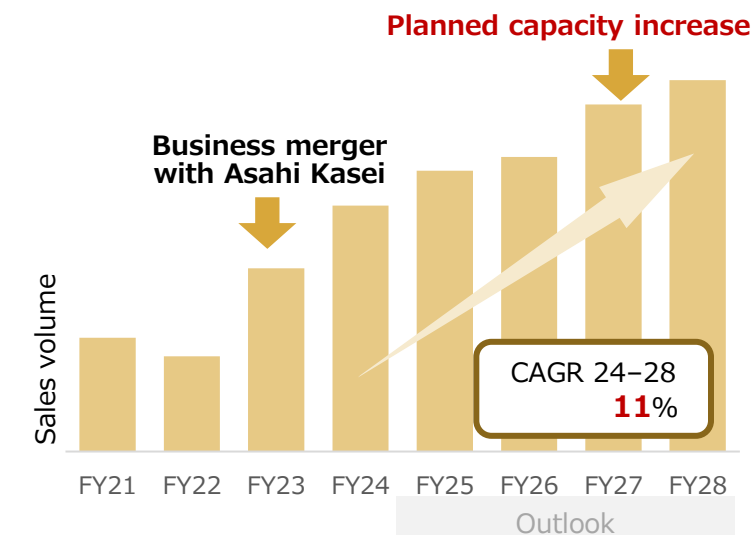 Planned capacity increase
Business merger
with Asahi Kasei
Sales volume
CAGR 24–28
11%
FY21 FY22 FY23 FY24 FY25 FY26 FY27 FY28
Outlook